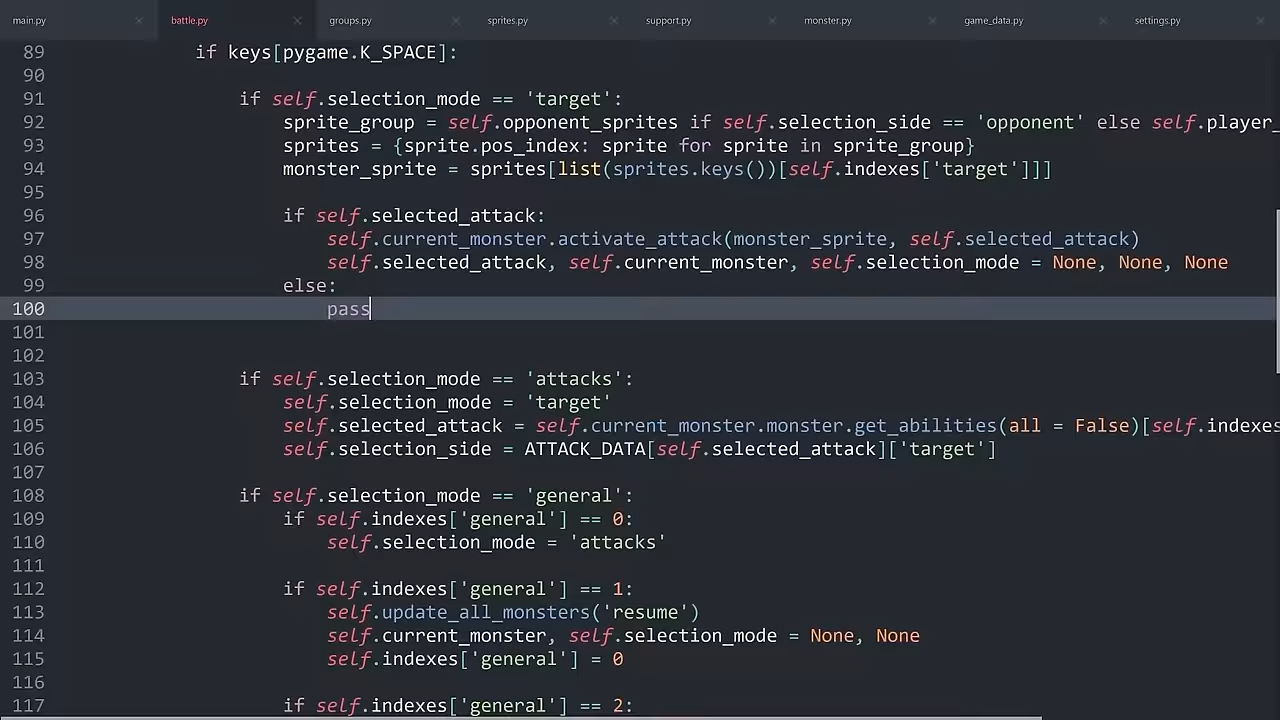 main.py battle.py groups.py sprites.py support.py monster.py game_data.py settings.py
89 if keys[pygame.K_SPACE]:
90
91 if self.selection_mode == 'target':
92 sprite_group = self.opponent_sprites if self.selection_side == 'opponent' else self.player_
93 sprites = {sprite.pos_index: sprite for sprite in sprite_group}
94 monster_sprite = sprites[list(sprites.keys())[self.indexes['target']]]
95
96 if self.selected_attack:
97 self.current_monster.activate_attack(monster_sprite, self.selected_attack)
98 self.selected_attack, self.current_monster, self.selection_mode = None, None, None
99 else:
100 pass
101
102
103 if self.selection_mode == 'attacks':
104 self.selection_mode = 'target'
105 self.selected_attack = self.current_monster.monster.get_abilities(all = False)[self.indexes
106 self.selection_side = ATTACK_DATA[self.selected_attack]['target']
107
108 if self.selection_mode == 'general':
109 if self.indexes['general'] == 0:
110 self.selection_mode = 'attacks'
111
112 if self.indexes['general'] == 1:
113 self.update_all_monsters('resume')
114 self.current_monster, self.selection_mode = None, None
115 self.indexes['general'] = 0
116
117 if self.indexes['general'] == 2: